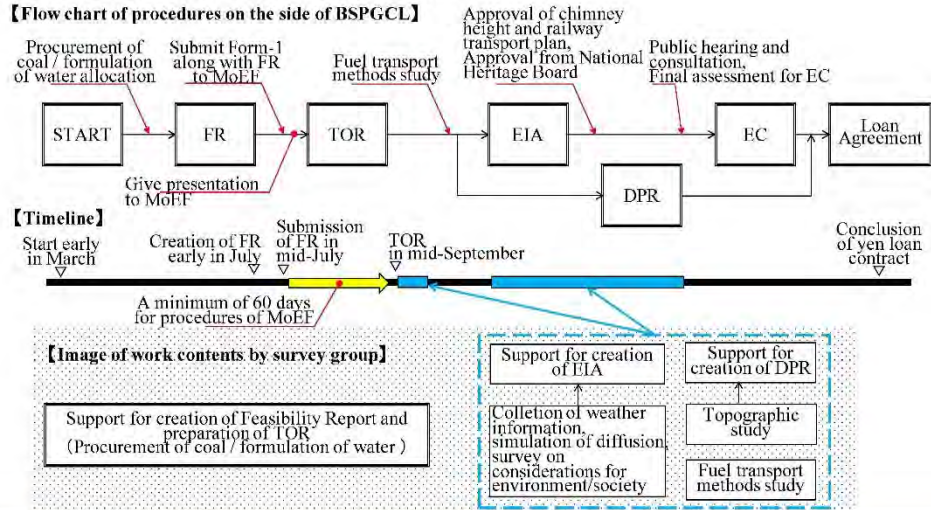 【Flow chart of procedures on the side of BSPGCL】
Procurement of
coal / formulation
of water allocation
Submit Form-1
along with FR
to MoEF
Fuel transport
methods study
Approval of chimney
height and railway
transport plan,
Approval from National
Heritage Board
Public hearing and
consultation,
Final assessment for EC
START
FR
TOR
EIA
EC
Loan
Agreement
Give presentation
to MoEF
DPR
【Timeline】
Start early
in March
Creation of FR
early in July
Submission
of FR in
mid-July
TOR
in mid-September
Conclusion
of yen loan
contract
A minimum of 60 days
for procedures of MoEF
【Image of work contents by survey group】
Support for creation of Feasibility Report and
preparation of TOR
（Procurement of coal / formulation of water ）
Support for creation
of EIA
Colletion of weather
information,
simulation of diffusion,
survey on
considerations for
environment/society
Support for
creation of DPR
Topographic
study
Fuel transport
methods study